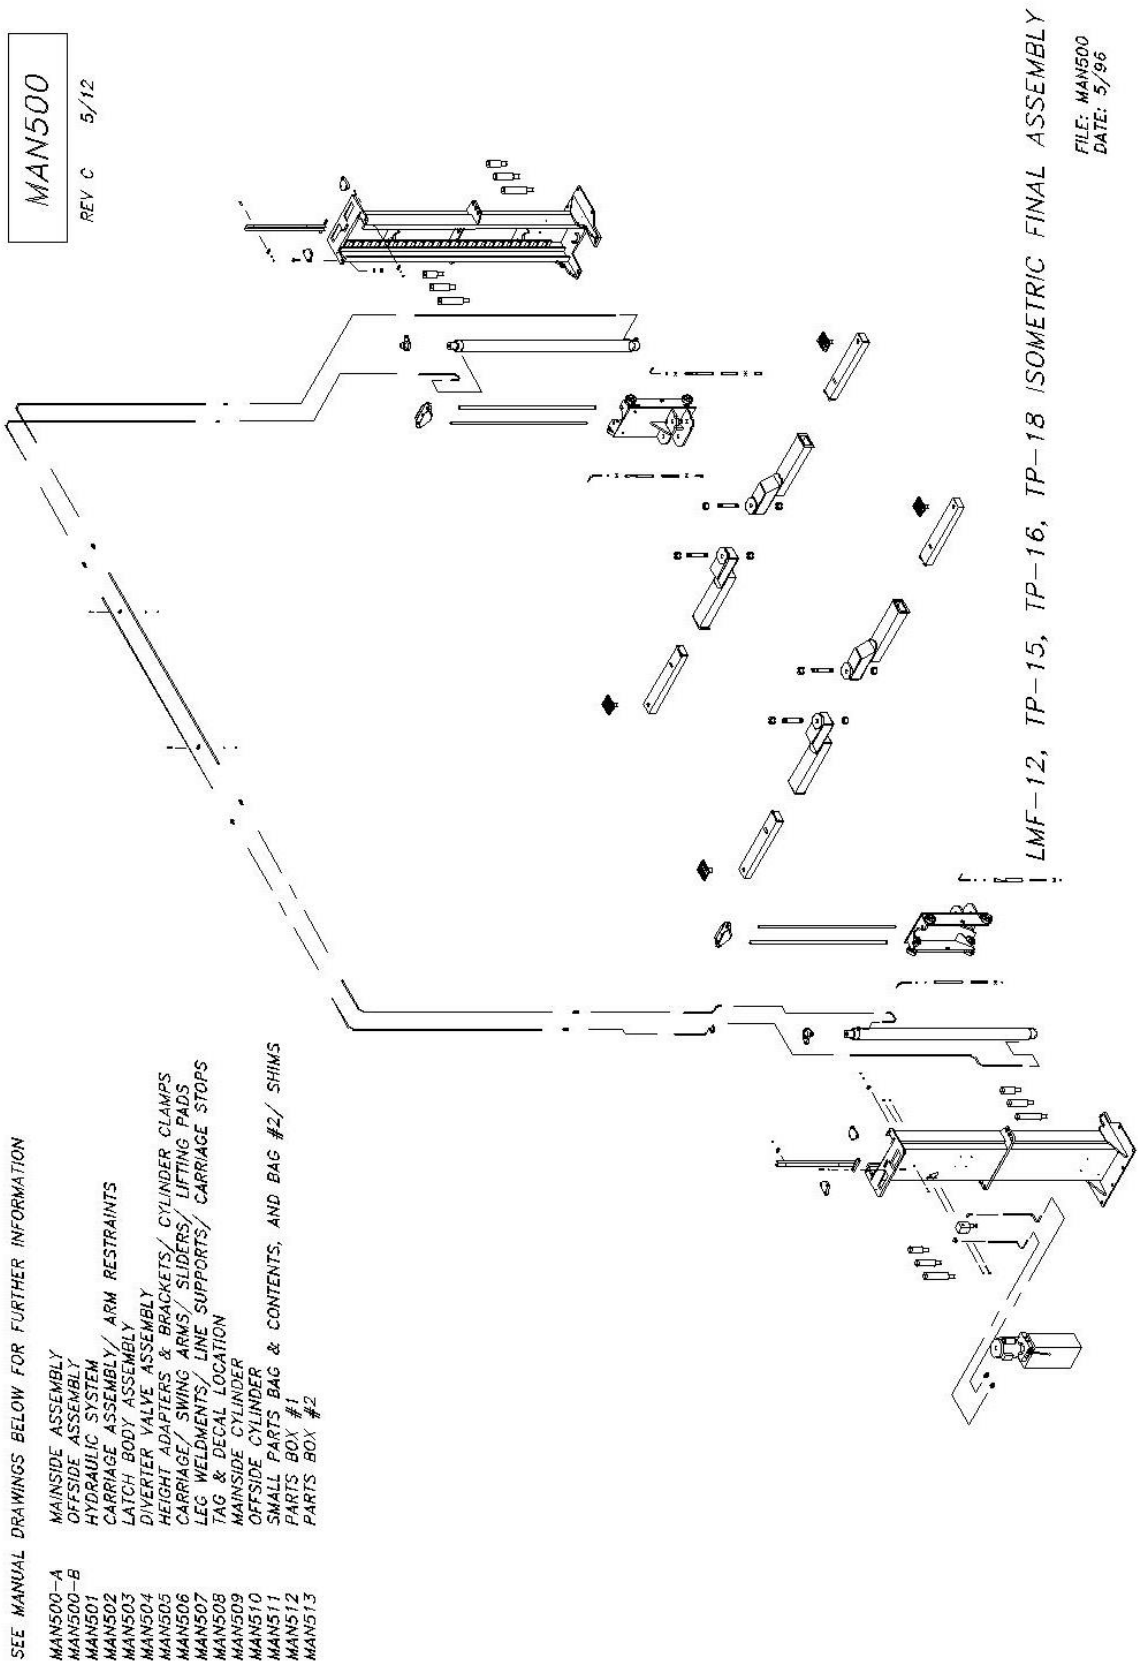 SEE MANUAL DRAWINGS BELOW FOR FURTHER INFORMATION
MAN500-A MAINSIDE ASSEMBLY
MAN500-B OFFSIDE ASSEMBLY
MAN501 HYDRAULIC SYSTEM
MAN502 CARRIAGE ASSEMBLY/ ARM RESTRAINTS
MAN503 LATCH BODY ASSEMBLY
MAN504 DIVERTER VALVE ASSEMBLY
MAN505 HEIGHT ADAPTERS & BRACKETS/ CYLINDER CLAMPS
MAN506 CARRIAGE/ SWING ARMS/ SLIDERS/ LIFTING PADS
MAN507 LEG WELDMENTS/ LINE SUPPORTS/ CARRIAGE STOPS
MAN508 TAG & DECAL LOCATION
MAN509 MAINSIDE CYLINDER
MAN510 OFFSIDE CYLINDER
MAN511 SMALL PARTS BAG & CONTENTS, AND BAG #2/ SHIMS
MAN512 PARTS BOX #1
MAN513 PARTS BOX #2
MAN500
REV C 5/12
LMF-12, TP-15, TP-16, TP-18 ISOMETRIC FINAL ASSEMBLY
FILE: MAN500
DATE: 5/96